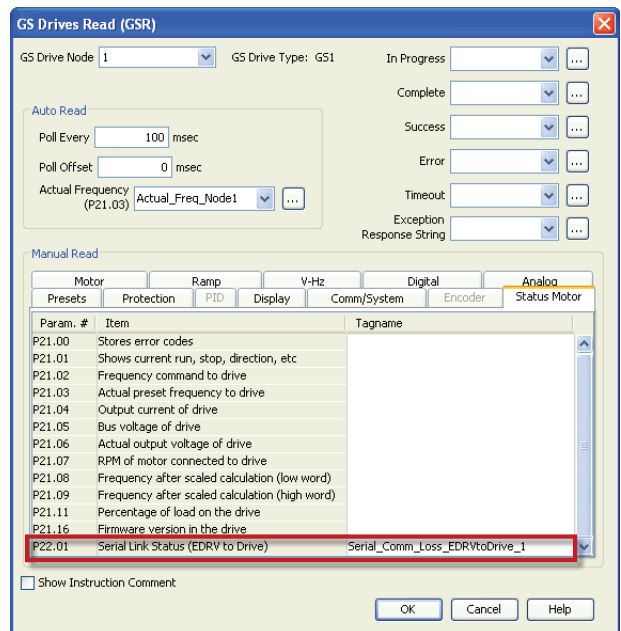 GS Drives Read (GSR)
GS Drive Node 1 GS Drive Type: GS1 In Progress ...
Complete ...
Auto Read
Success ...
Poll Every 100 msec
Error ...
Poll Offset 0 msec
Actual Frequency
(P21.03) Actual_Freq_Node1 ... Timeout ...
Exception
Response String ...
Manual Read
Motor Ramp V-Hz Digital Analog
Presets Protection PID Display Comm/System Encoder Status Motor
Param. # Item Tagname
P21.00 Stores error codes
P21.01 Shows current run, stop, direction, etc
P21.02 Frequency command to drive
P21.03 Actual preset frequency to drive
P21.04 Output current of drive
P21.05 Bus voltage of drive
P21.06 Actual output voltage of drive
P21.07 RPM of motor connected to drive
P21.08 Frequency after scaled calculation (low word)
P21.09 Frequency after scaled calculation (high word)
P21.11 Percentage of load on the drive
P21.16 Firmware version in the drive
P22.01 Serial Link Status (EDRV to Drive) Serial_Comm_Loss_EDRVtoDrive_1
Show Instruction Comment
OK Cancel Help